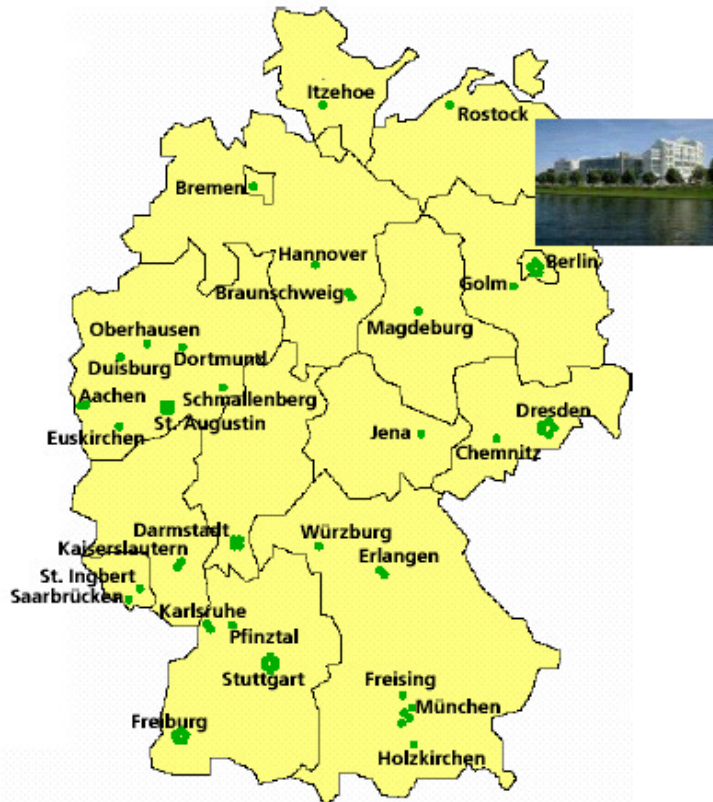 Itzehoe
Rostock
Bremen
Hannover
Berlin
Braunschweig
Golm
Magdeburg
Oberhausen
Duisburg
Dortmund
Aachen
Schmallenberg
St. Augustin
Euskirchen
Jena
Dresden
Chemnitz
Darmstadt
Würzburg
Kaiserslautern
Erlangen
St. Ingbert
Saarbrücken
Karlsruhe
Pfinztal
Stuttgart
Freising
München
Freiburg
Holzkirchen